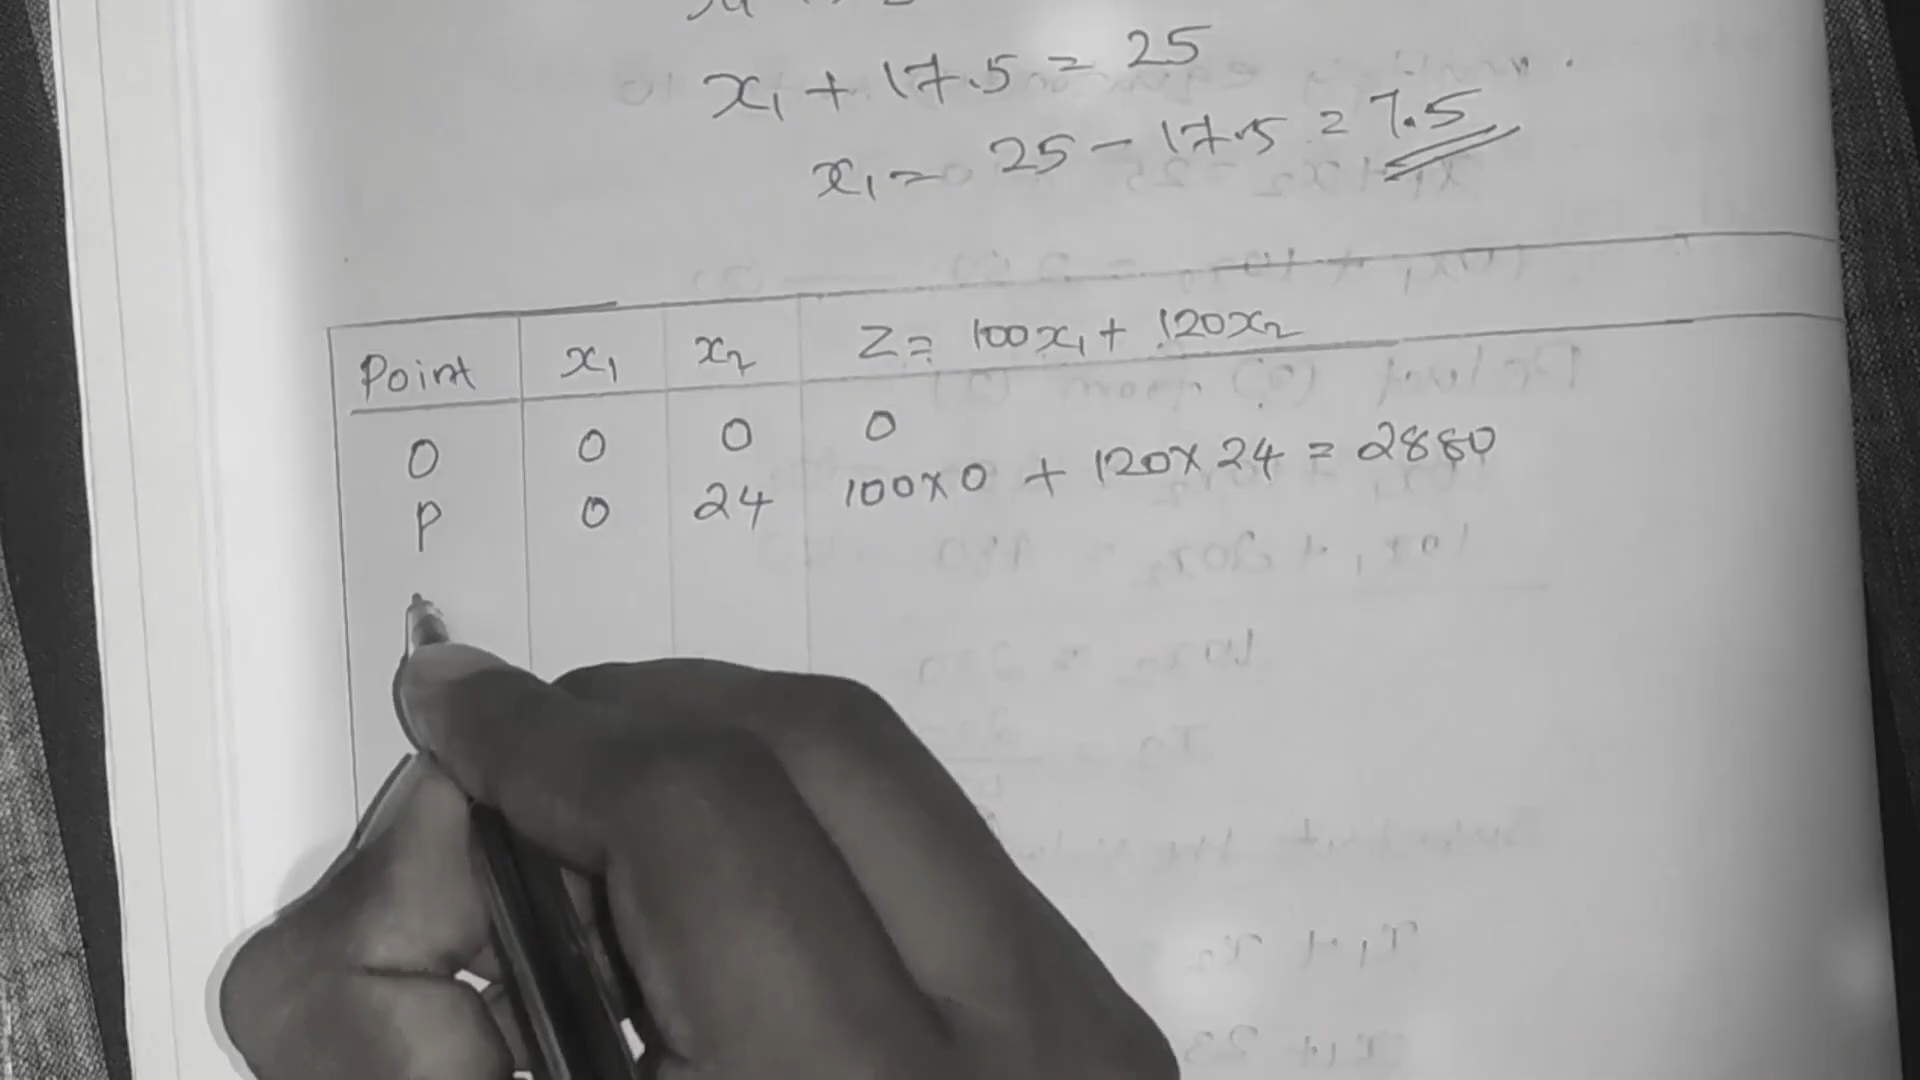 x₁ + 17.5 = 25
x₁ = 25 - 17.5 = 7.5
Point x₁ x₂ Z = 100x₁ + 120x₂
O 0 0 0
P 0 24 100×0 + 120×24 = 2880